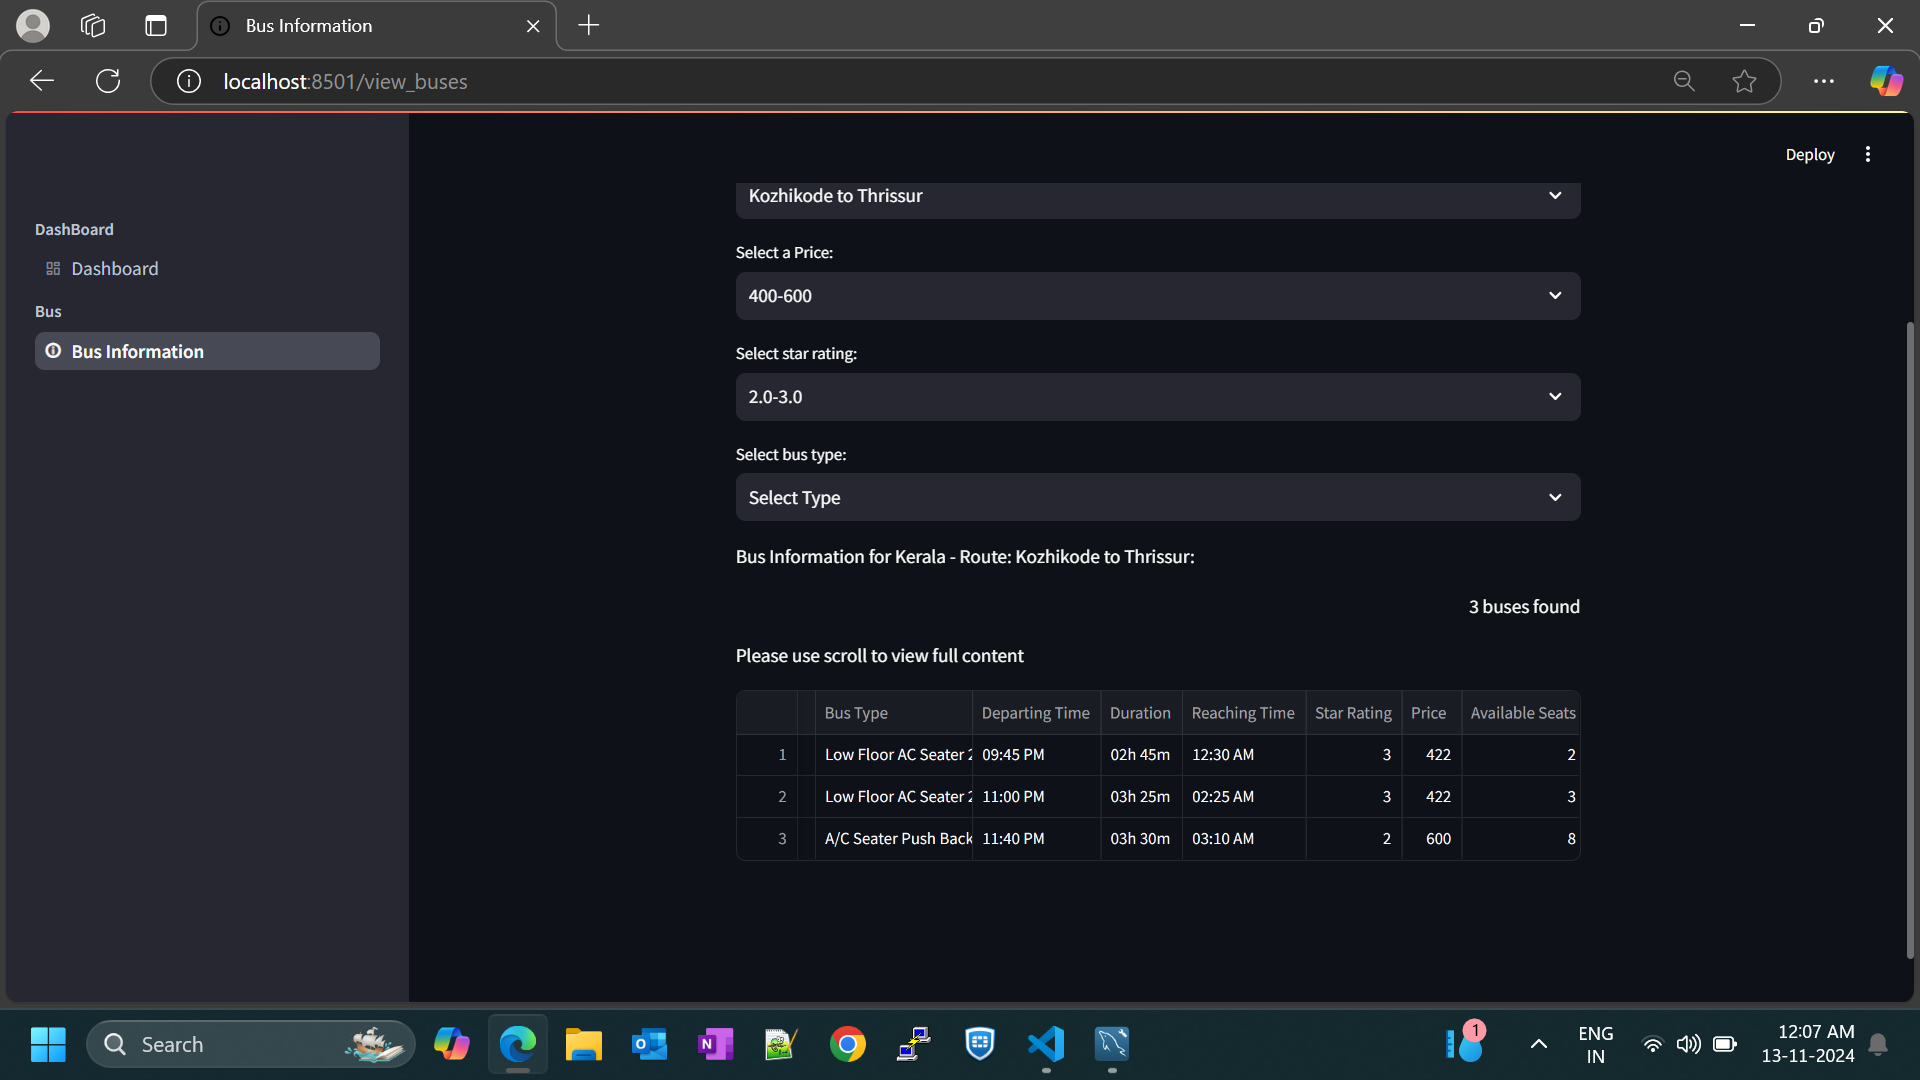 Bus Information
localhost:8501/view_buses
Deploy
DashBoard
Dashboard
Bus
Bus Information
Kozhikode to Thrissur
Select a Price:
400-600
Select star rating:
2.0-3.0
Select bus type:
Select Type
Bus Information for Kerala - Route: Kozhikode to Thrissur:
3 buses found
Please use scroll to view full content
Bus Type Departing Time Duration Reaching Time Star Rating Price Available Seats
1 Low Floor AC Seater 2 09:45 PM 02h 45m 12:30 AM 3 422 2
2 Low Floor AC Seater 2 11:00 PM 03h 25m 02:25 AM 3 422 3
3 A/C Seater Push Back 11:40 PM 03h 30m 03:10 AM 2 600 8
Search
1
ENG
IN
12:07 AM
13-11-2024